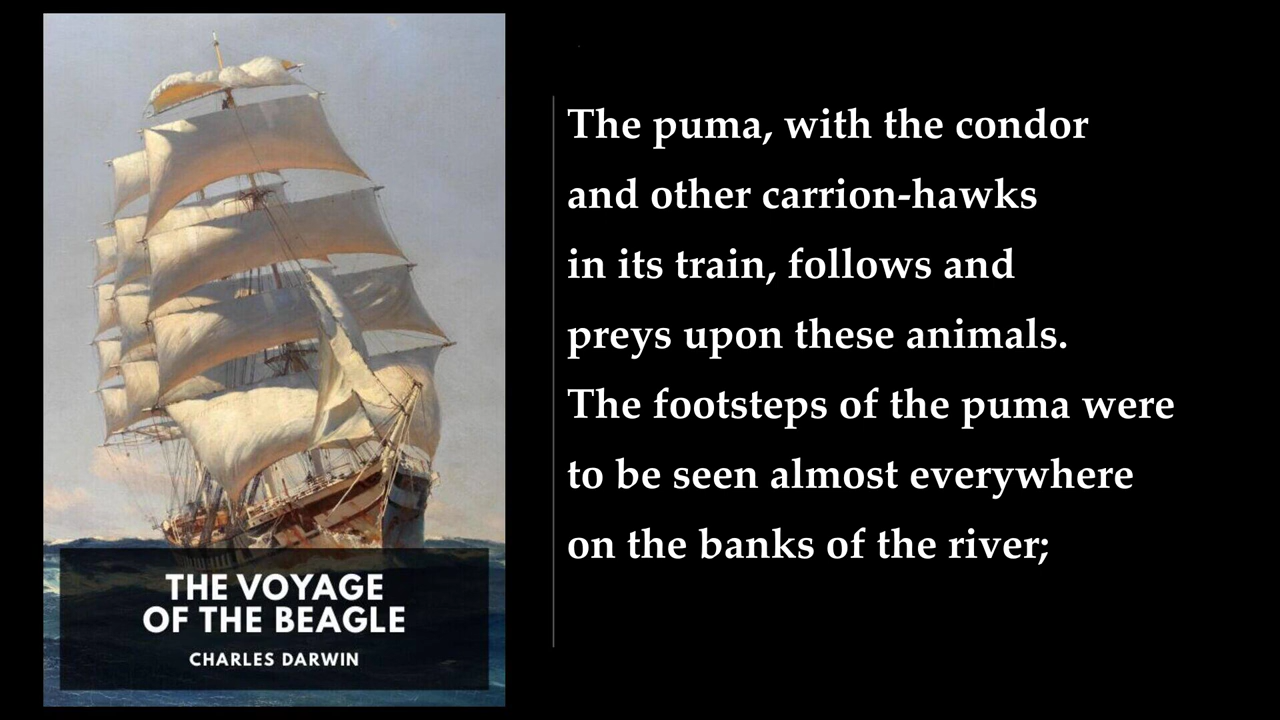 THE VOYAGE
OF THE BEAGLE
CHARLES DARWIN
The puma, with the condor
and other carrion-hawks
in its train, follows and
preys upon these animals.
The footsteps of the puma were
to be seen almost everywhere
on the banks of the river;